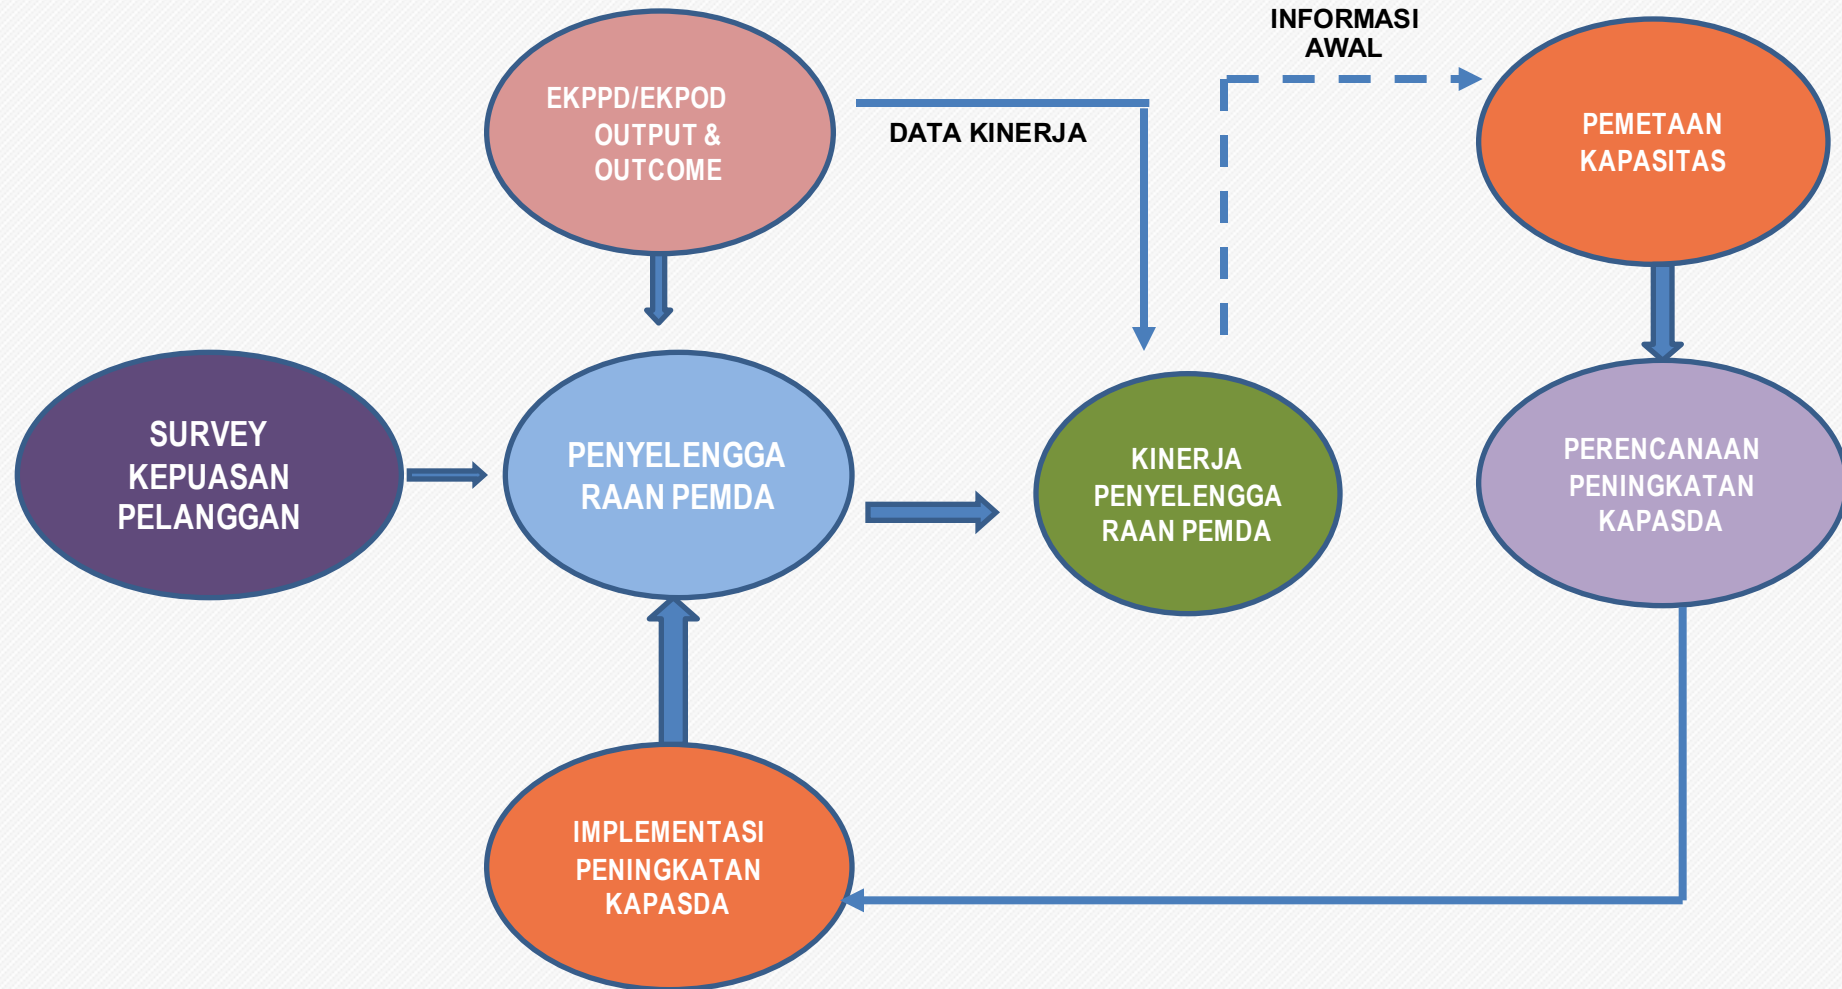 INFORMASI
AWAL
EKPPD/EKPOD
OUTPUT &
OUTCOME
DATA KINERJA
PEMETAAN
KAPASITAS
SURVEY
KEPUASAN
PELANGGAN
PENYELENGGA
RAAN PEMDA
KINERJA
PENYELENGGA
RAAN PEMDA
PERENCANAAN
PENINGKATAN
KAPASDA
IMPLEMENTASI
PENINGKATAN
KAPASDA